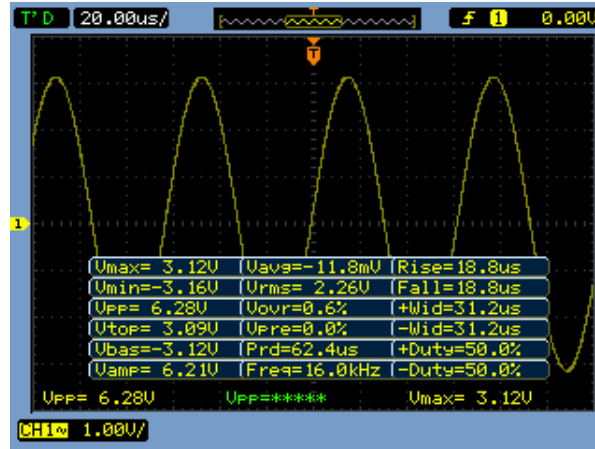 T'D 20.00us/ T ƒ 1 0.00V
T
1
Vmax= 3.12V Vavg=-11.8mV Rise=18.8us
Vmin=-3.16V Vrms= 2.26V Fall=18.8us
Vpp= 6.28V Vovr=0.6% +Wid=31.2us
Vtop= 3.09V Vpre=0.0% -Wid=31.2us
Vbas=-3.12V Prd=62.4us +Duty=50.0%
Vamp= 6.21V Freq=16.0kHz -Duty=50.0%
Vpp= 6.28V Vpp=***** Vmax= 3.12V
CH1~ 1.00V/